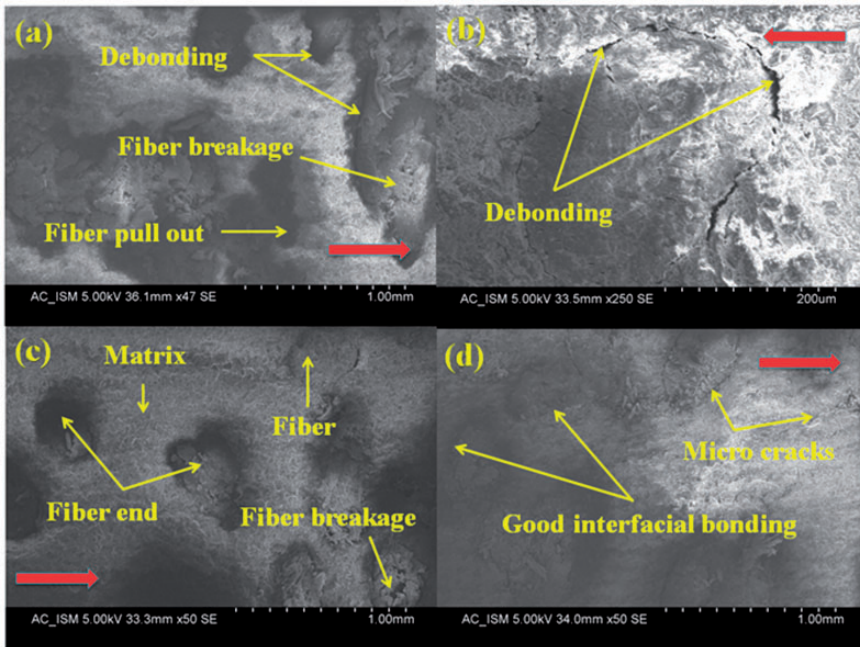 (a)
Debonding
Fiber breakage
Fiber pull out
AC_ISM 5.00kV 36.1mm x47 SE
1.00mm
(b)
Debonding
AC_ISM 5.00kV 33.5mm x250 SE
200um
(c)
Matrix
Fiber
Fiber end
Fiber breakage
AC_ISM 5.00kV 33.3mm x50 SE
1.00mm
(d)
Micro cracks
Good interfacial bonding
AC_ISM 5.00kV 34.0mm x50 SE
1.00mm